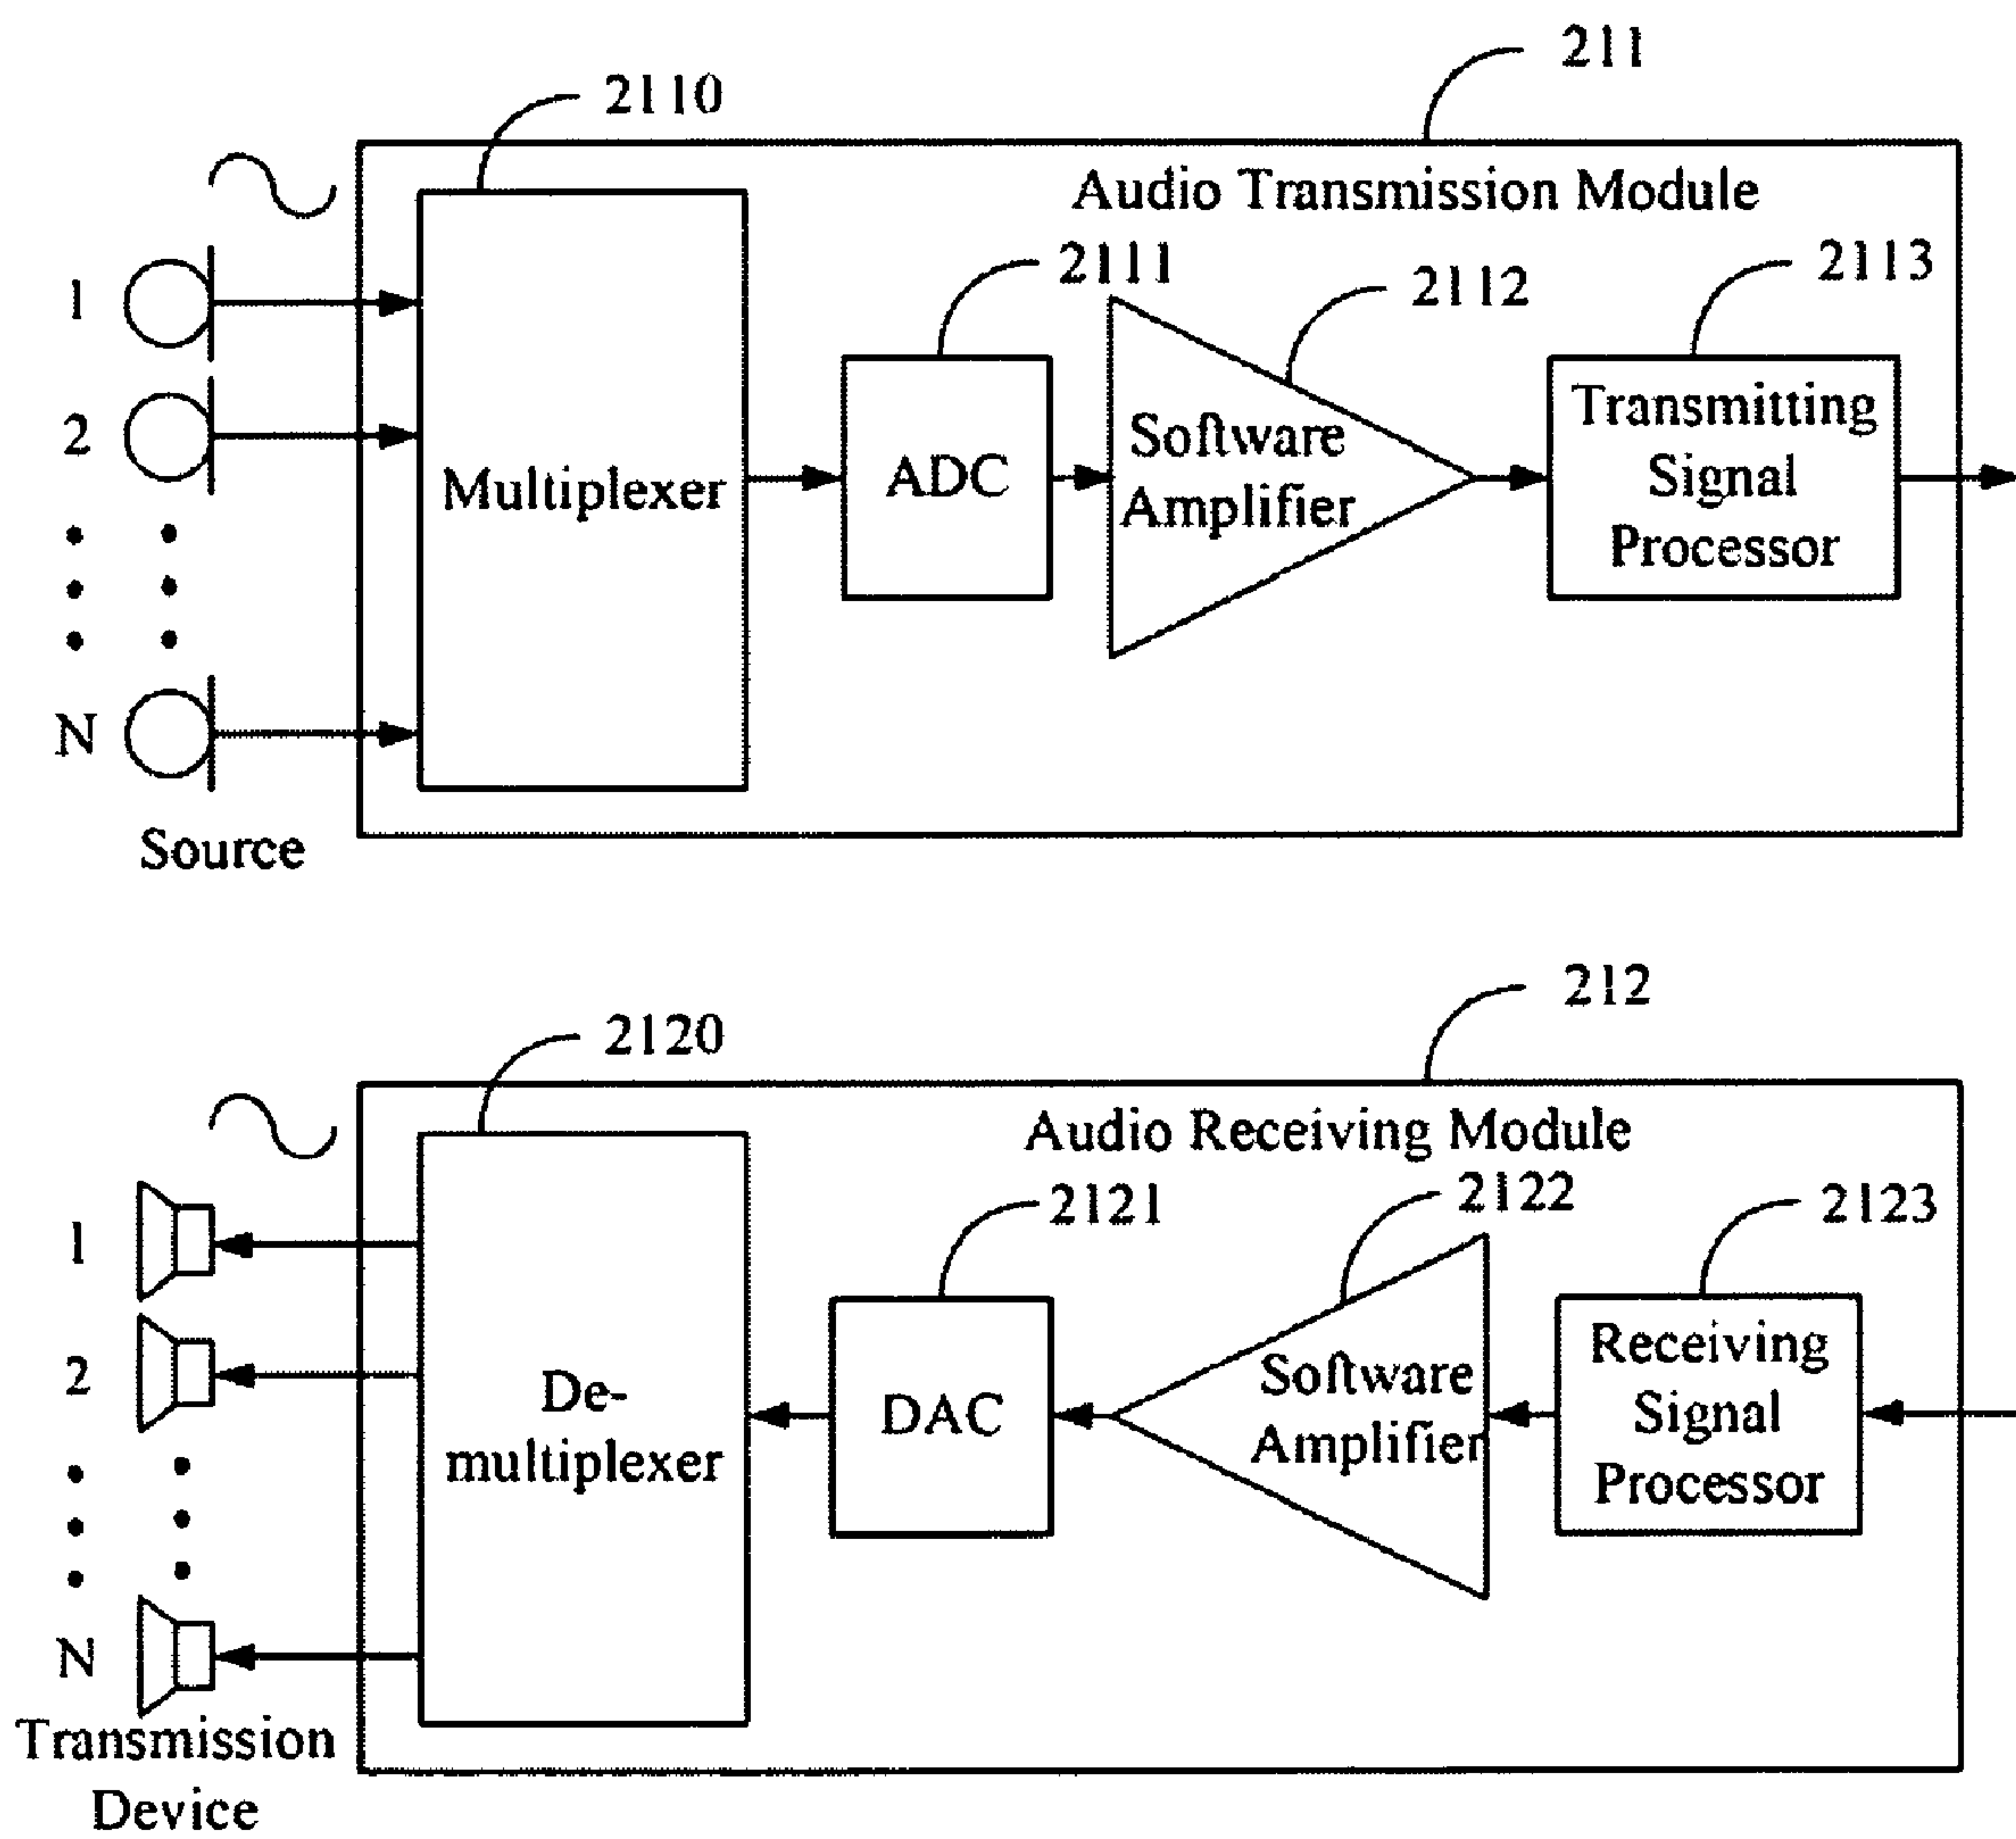 211
2110
Audio Transmission Module
2111
2112
2113
1
2
N
Multiplexer
ADC
Software
Amplifier
Transmitting
Signal
Processor
Source
212
2120
Audio Receiving Module
2121
2122
2123
1
2
N
De-
multiplexer
DAC
Software
Amplifier
Receiving
Signal
Processor
Transmission
Device